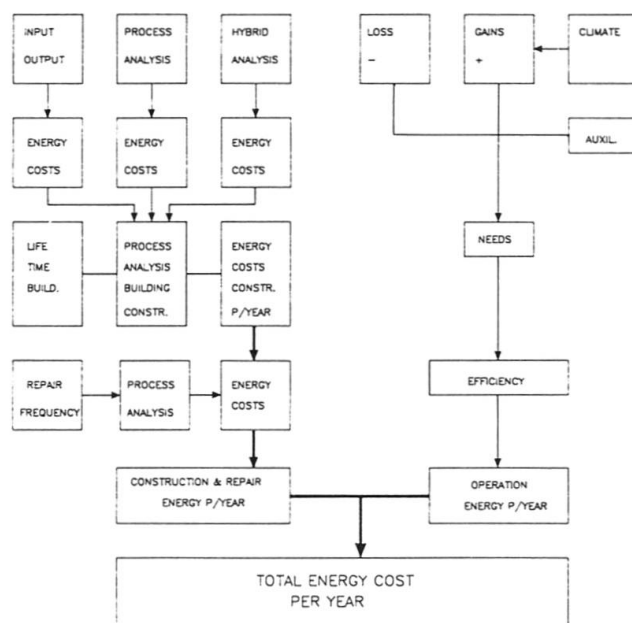 INPUT
OUTPUT
PROCESS
ANALYSIS
HYBRID
ANALYSIS
LOSS
-
GAINS
+
CLIMATE
ENERGY
COSTS
ENERGY
COSTS
ENERGY
COSTS
AUXIL.
LIFE
TIME
BUILD.
PROCESS
ANALYSIS
BUILDING
CONSTR.
ENERGY
COSTS
CONSTR.
P/YEAR
NEEDS
REPAIR
FREQUENCY
PROCESS
ANALYSIS
ENERGY
COSTS
EFFICIENCY
CONSTRUCTION & REPAIR
ENERGY P/YEAR
OPERATION
ENERGY P/YEAR
TOTAL ENERGY COST
PER YEAR